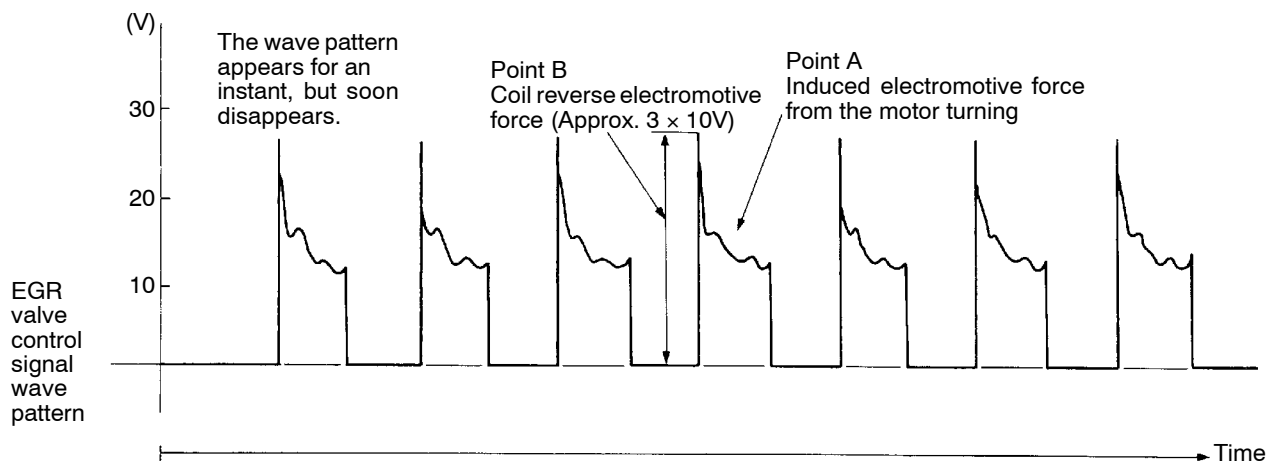 (V)
The wave pattern
appears for an
instant, but soon
disappears.
Point B
Coil reverse electromotive
force (Approx. 3 × 10V)
Point A
Induced electromotive force
from the motor turning
30
20
10
EGR
valve
control
signal
wave
pattern
Time